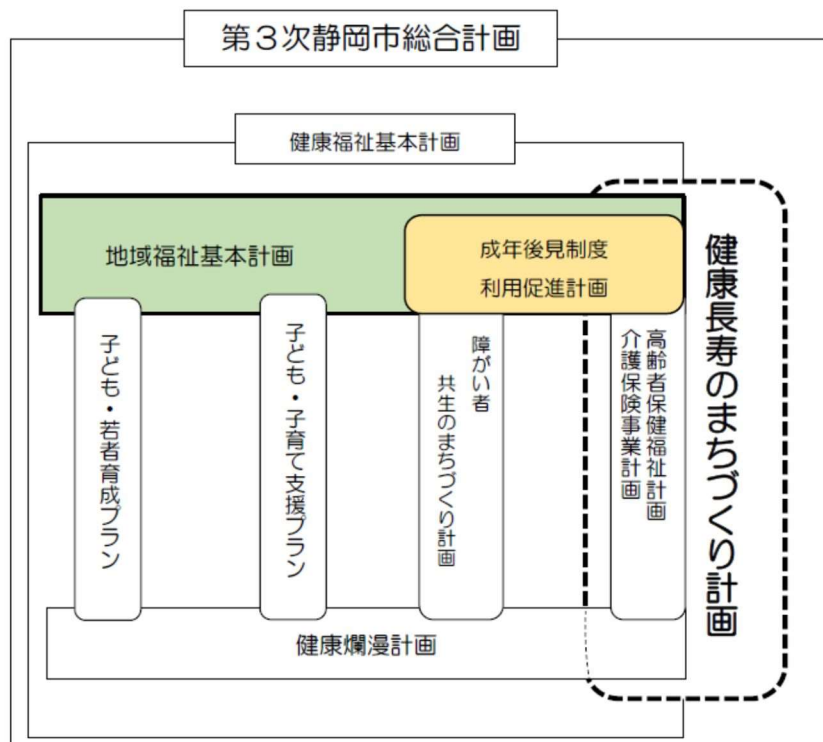 第３次静岡市総合計画
健康福祉基本計画
地域福祉基本計画
成年後見制度
利用促進計画
子ども・若者育成プラン
子ども・子育て支援プラン
障がい者
共生のまちづくり計画
高齢者保健福祉計画
介護保険事業計画
健康長寿のまちづくり計画
健康爛漫計画